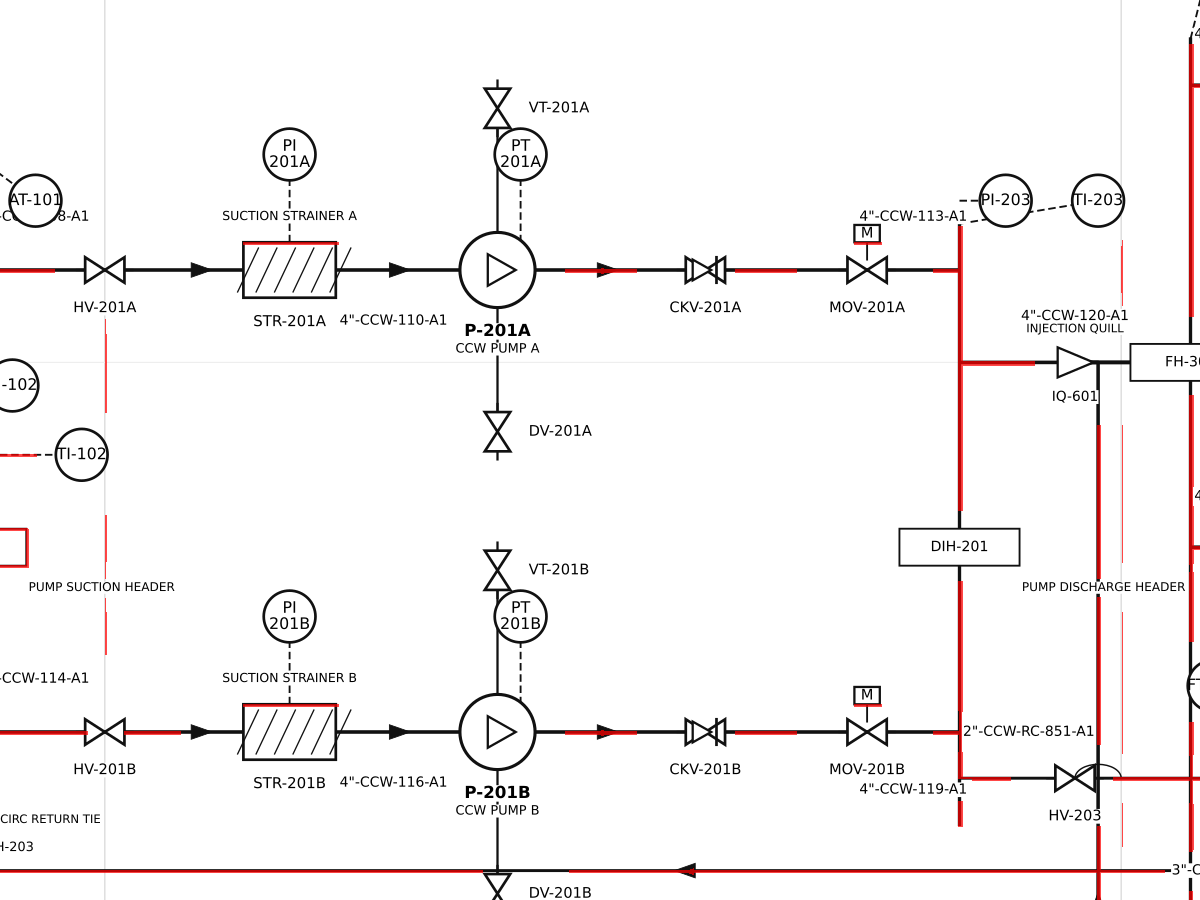 VT-201A
PI
201A
PT
201A
AT-101
PI-203
TI-203
8-A1
SUCTION STRAINER A
4"-CCW-113-A1
M
HV-201A
STR-201A
4"-CCW-110-A1
P-201A
CCW PUMP A
CKV-201A
MOV-201A
4"-CCW-120-A1
INJECTION QUILL
FH-30
IQ-601
-102
DV-201A
TI-102
DIH-201
VT-201B
PUMP SUCTION HEADER
PUMP DISCHARGE HEADER
PI
201B
PT
201B
-CCW-114-A1
SUCTION STRAINER B
M
2"-CCW-RC-851-A1
HV-201B
STR-201B
4"-CCW-116-A1
P-201B
CCW PUMP B
CKV-201B
MOV-201B
4"-CCW-119-A1
HV-203
CIRC RETURN TIE
H-203
3"-C
DV-201B